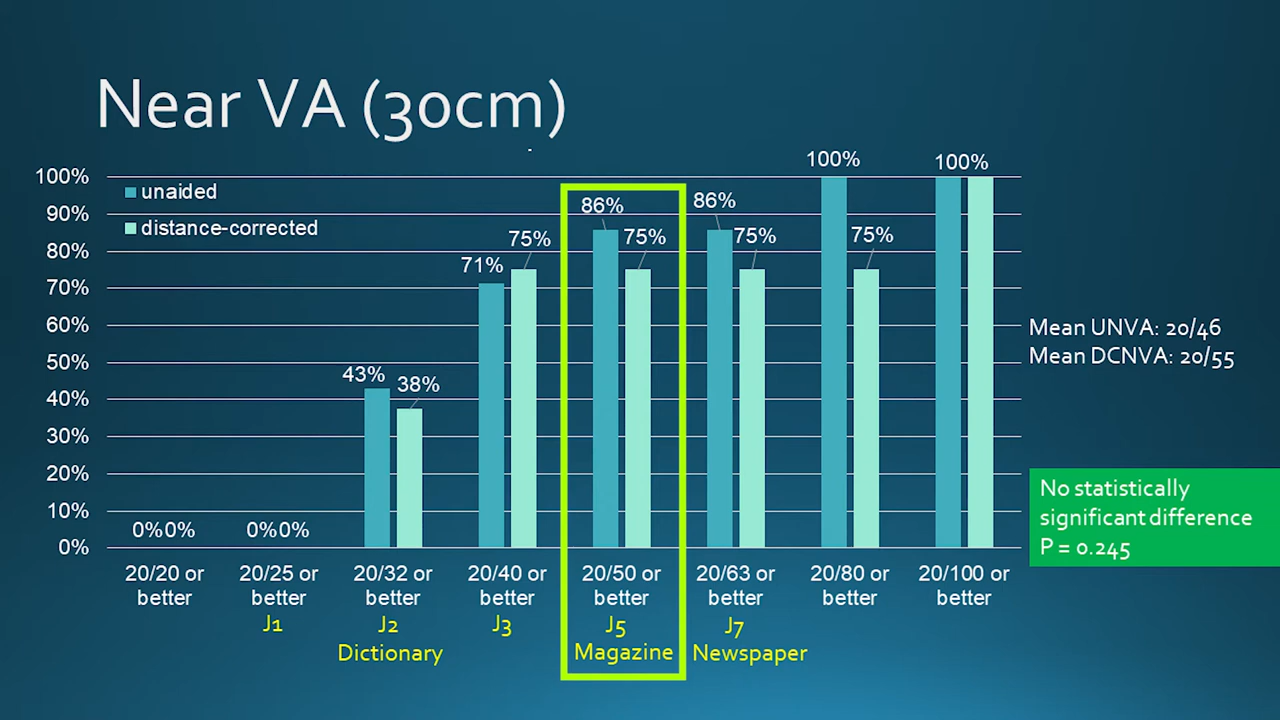 Near VA (30cm)
100%
90%
80%
70%
60%
50%
40%
30%
20%
10%
0%
unaided
distance-corrected
0% 0%
0% 0%
43% 38%
71% 75%
86% 75%
86% 75%
100% 75%
100%
20/20 or better
20/25 or better
J1
20/32 or better
J2
Dictionary
20/40 or better
J3
20/50 or better
J5
Magazine
20/63 or better
J7
Newspaper
20/80 or better
20/100 or better
Mean UNVA: 20/46
Mean DCNVA: 20/55
No statistically
significant difference
P = 0.245